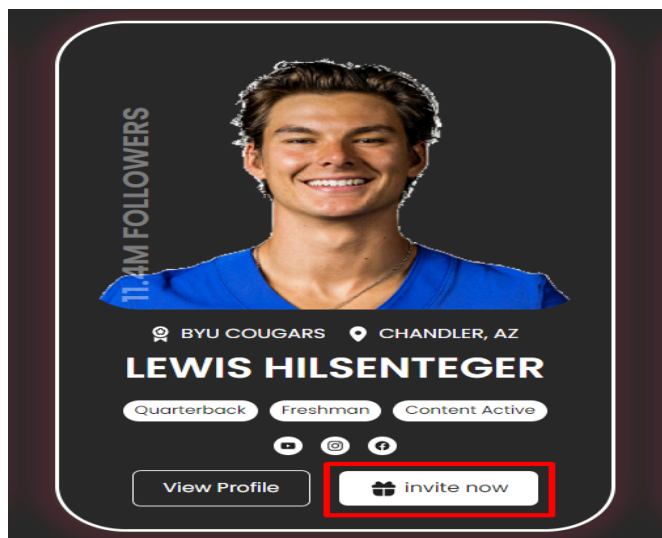 11.4M FOLLOWERS
BYU COUGARS CHANDLER, AZ
LEWIS HILSENTEGER
Quarterback Freshman Content Active
View Profile invite now